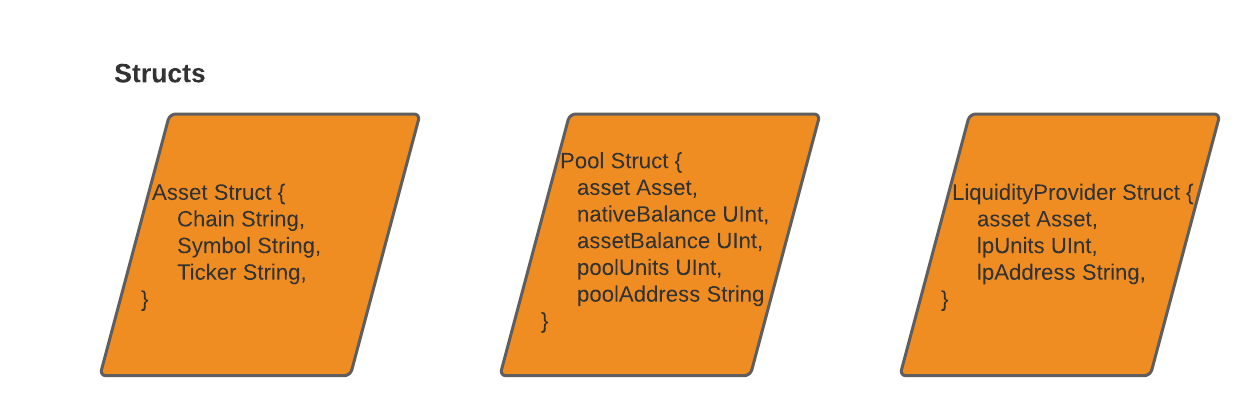 Structs
Asset Struct {
Chain String,
Symbol String,
Ticker String,
}
Pool Struct {
asset Asset,
nativeBalance UInt,
assetBalance UInt,
poolUnits UInt,
poolAddress String
}
LiquidityProvider Struct {
asset Asset,
lpUnits UInt,
lpAddress String,
}